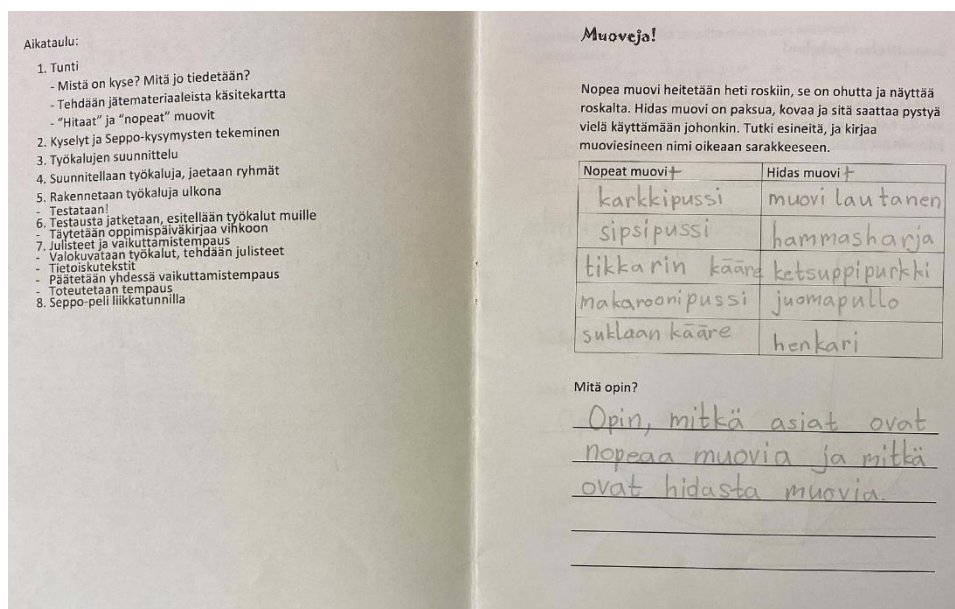 Aikataulu:
1. Tunti
- Mistä on kyse? Mitä jo tiedetään?
- Tehdään jätemateriaaleista käsitekartta
- "Hitaat" ja "nopeat" muovit
2. Kyselyt ja Seppo-kysymysten tekeminen
3. Työkalujen suunnittelu
4. Suunnitellaan työkaluja, jaetaan ryhmät
5. Rakennetaan työkaluja ulkona
- Testataan!
6. Testausta jatketaan, esitellään työkalut muille
- Täytetään oppimispäiväkirjaa vihkoon
7. Julisteet ja vaikuttamistempaus
- Valokuvataan työkalut, tehdään julisteet
- Tietoiskutekstit
- Päätetään yhdessä vaikuttamistempaus
- Toteutetaan tempaus
8. Seppo-peli liikkatunnilla
Muoveja!
Nopea muovi heitetään heti roskiin, se on ohutta ja näyttää
roskalta. Hidas muovi on paksua, kovaa ja sitä saattaa pystyä
vielä käyttämään johonkin. Tutki esineitä, ja kirjaa
muoviesineen nimi oikeaan sarakkeeseen.
Nopeat muovit Hidas muovi t
karkkipussi muovi lautanen
sipsipussi hammasharja
tikkarin kääre ketsuppipurkki
makaroonipussi juomapullo
suklaan kääre henkari
Mitä opin?
Opin, mitkä asiat ovat
nopeaa muovia ja mitkä
ovat hidasta muovia.